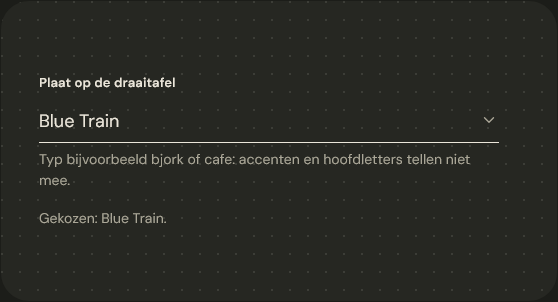 Plaat op de draaitafel
Blue Train
Typ bijvoorbeeld bjork of cafe: accenten en hoofdletters tellen niet
mee.
Gekozen: Blue Train.